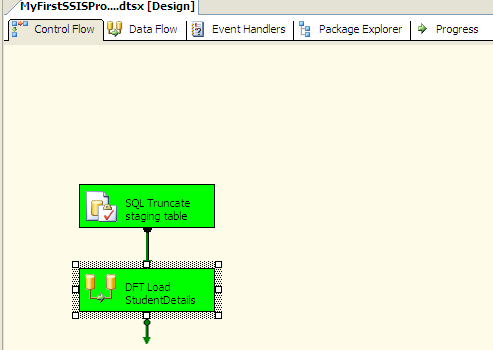 MyFirstSSISPro....dtsx [Design]
Control Flow Data Flow Event Handlers Package Explorer Progress
SQL Truncate
staging table
DFT Load
StudentDetails